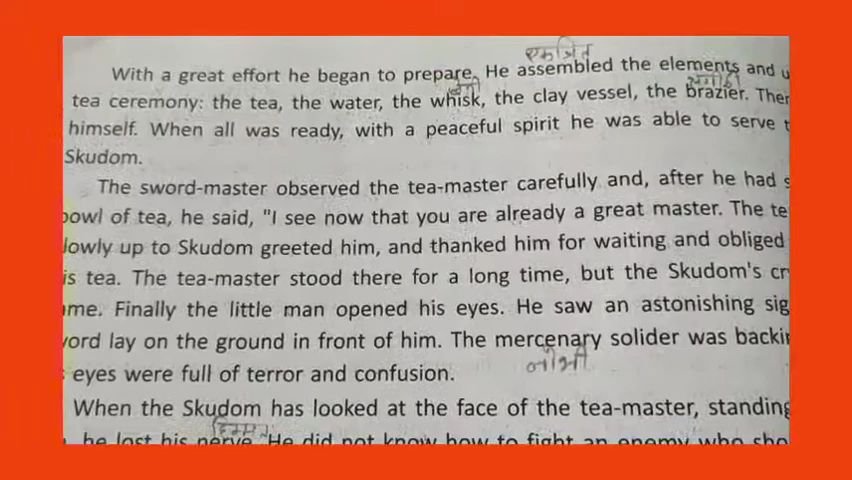 एकत्रित
With a great effort he began to prepare. He assembled the elements and u
tea ceremony: the tea, the water, the whisk, the clay vessel, the brazier. Ther
himself. When all was ready, with a peaceful spirit he was able to serve t
Skudom.
The sword-master observed the tea-master carefully and, after he had s
bowl of tea, he said, "I see now that you are already a great master. The te
lowly up to Skudom greeted him, and thanked him for waiting and obliged
is tea. The tea-master stood there for a long time, but the Skudom's cr
me. Finally the little man opened his eyes. He saw an astonishing sig
word lay on the ground in front of him. The mercenary solider was backin
eyes were full of terror and confusion.
When the Skudom has looked at the face of the tea-master, standing
he lost his nerve. He did not know how to fight an enemy who sho